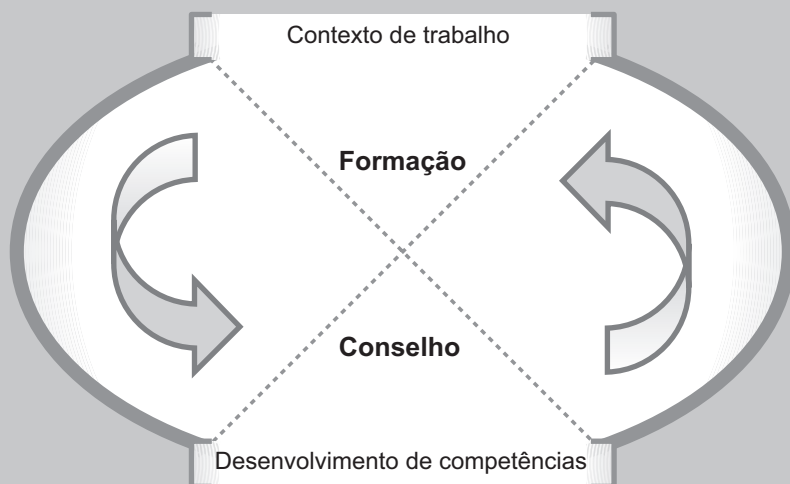 Contexto de trabalho
Formação
Conselho
Desenvolvimento de competências